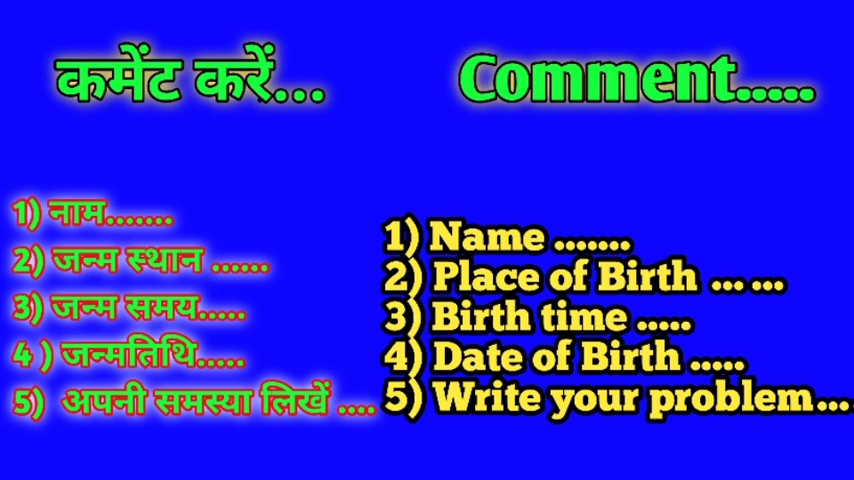 कमेंट करें...
Comment.....
1) नाम.......
2) जन्म स्थान ......
3) जन्म समय.....
4 ) जन्मतिथि.....
5) अपनी समस्या लिखें ....
1) Name .......
2) Place of Birth ... ...
3) Birth time .....
4) Date of Birth .....
5) Write your problem...